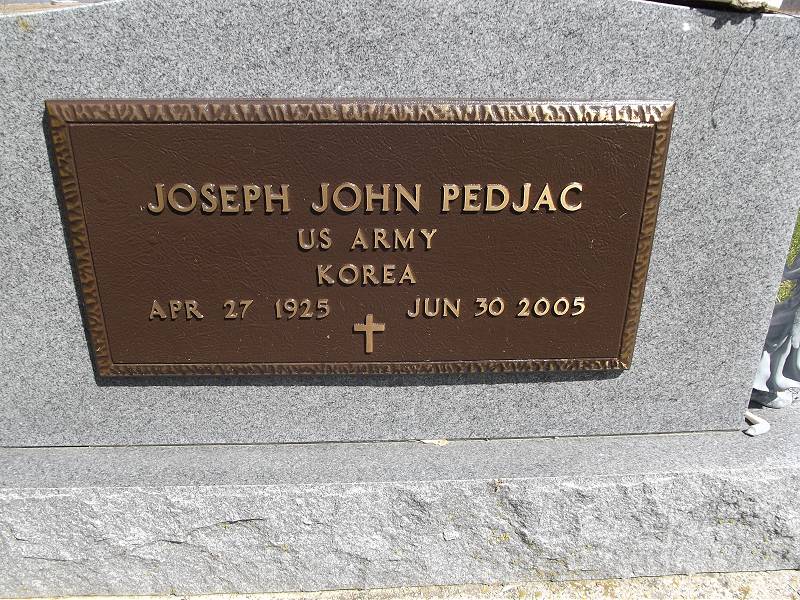 JOSEPH JOHN PEDJAC
US ARMY
KOREA
APR 27 1925 JUN 30 2005